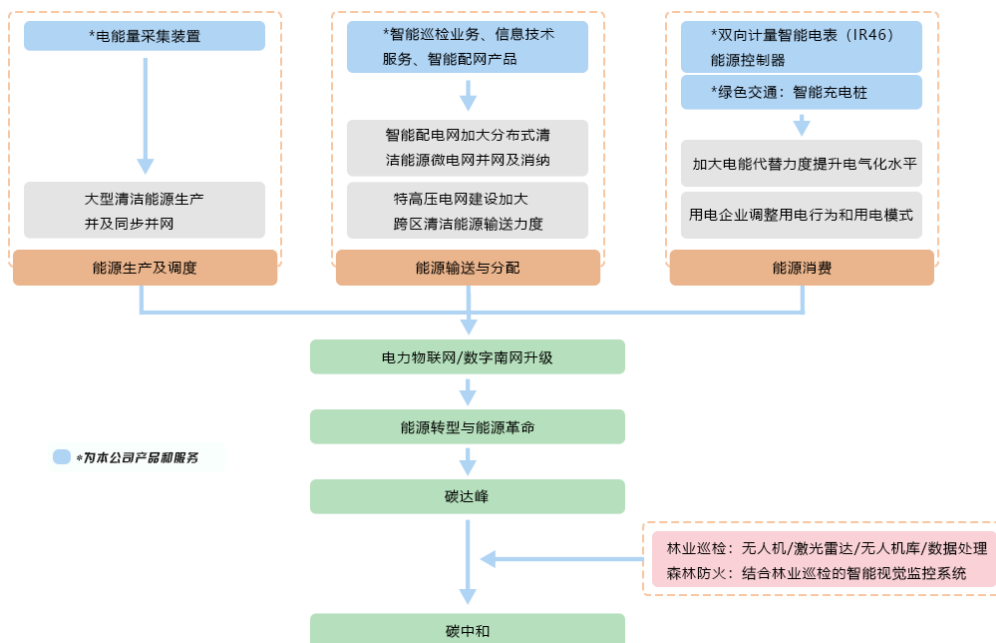 *电能量采集装置
大型清洁能源生产
并及同步并网
能源生产及调度
*智能巡检业务、信息技术
服务、智能配网产品
智能配电网加大分布式清
洁能源微电网并网及消纳
特高压电网建设加大
跨区清洁能源输送力度
能源输送与分配
*双向计量智能电表（IR46）
能源控制器
*绿色交通：智能充电桩
加大电能代替力度提升电气化水平
用电企业调整用电行为和用电模式
能源消费
电力物联网/数字南网升级
能源转型与能源革命
*为本公司产品和服务
碳达峰
林业巡检：无人机/激光雷达/无人机库/数据处理
森林防火：结合林业巡检的智能视觉监控系统
碳中和